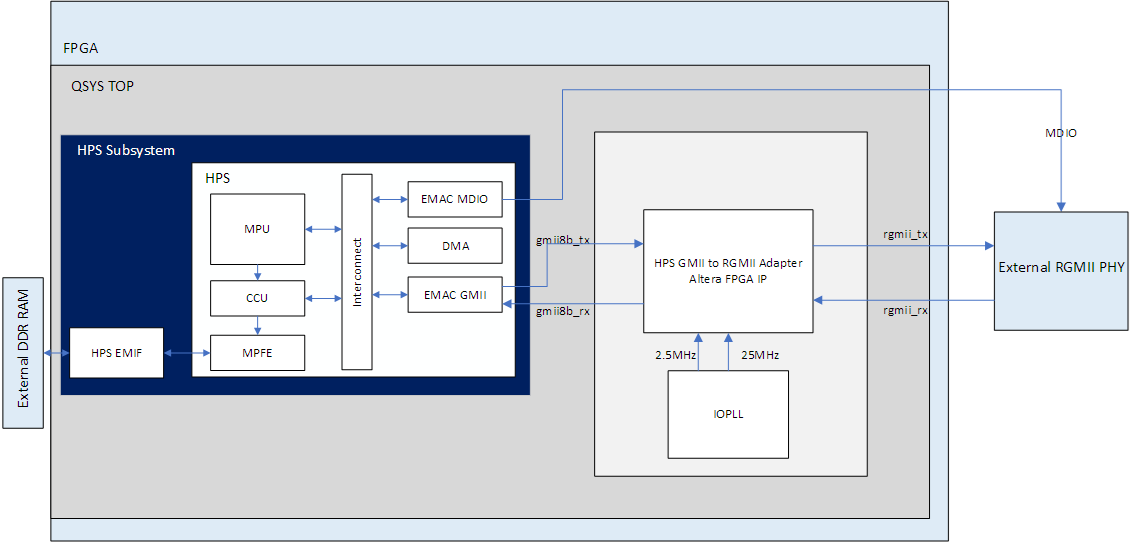 FPGA
QSYS TOP
MDIO
HPS Subsystem
HPS
MPU
EMAC MDIO
DMA
CCU
Interconnect
EMAC GMII
MPFE
HPS EMIF
External DDR RAM
gmii8b_tx
gmii8b_rx
HPS GMII to RGMII Adapter
Altera FPGA IP
2.5MHz
25MHz
IOPLL
rgmii_tx
rgmii_rx
External RGMII PHY